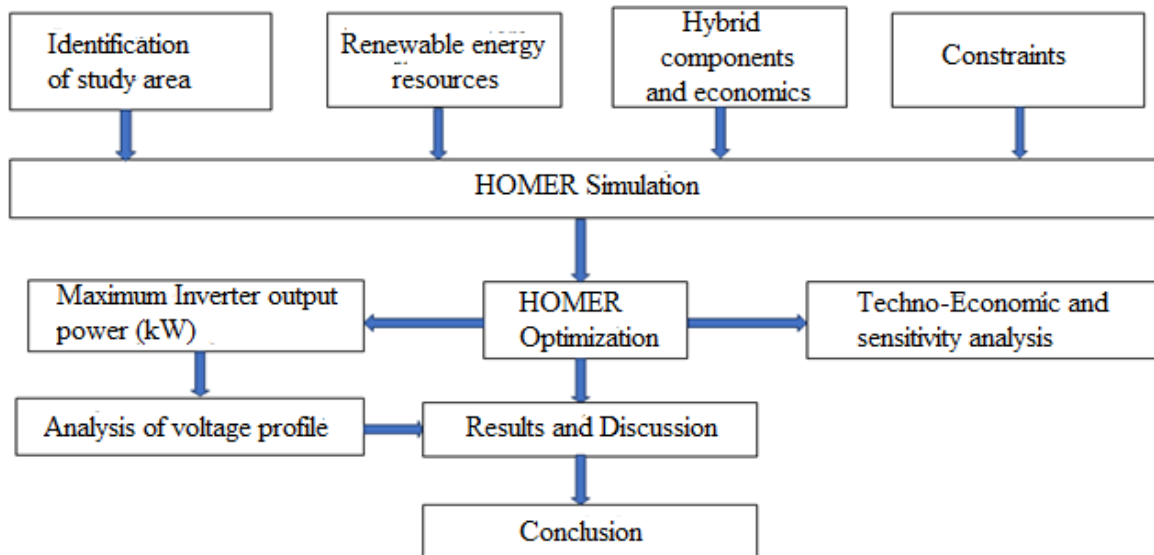 Identification
of study area
Renewable energy
resources
Hybrid
components
and economics
Constraints
HOMER Simulation
Maximum Inverter output
power (kW)
HOMER
Optimization
Techno-Economic and
sensitivity analysis
Analysis of voltage profile
Results and Discussion
Conclusion